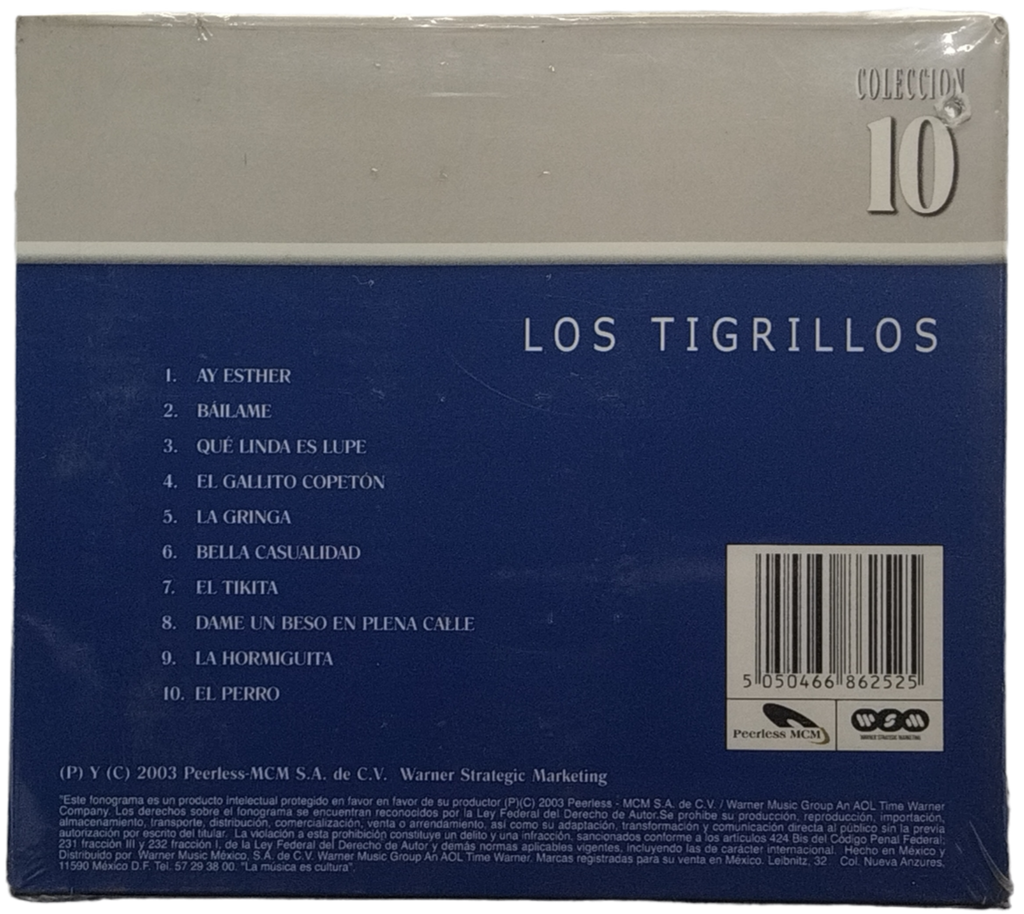 COLECCION
10
LOS TIGRILLOS
1. AY ESTHER
2. BÁILAME
3. QUÉ LINDA ES LUPE
4. EL GALLITO COPETÓN
5. LA GRINGA
6. BELLA CASUALIDAD
7. EL TIKITA
8. DAME UN BESO EN PLENA CALLE
9. LA HORMIGUITA
10. EL PERRO
5 050466 862525
Peerless MCM
WSM
WARNER STRATEGIC MARKETING
(P) Y (C) 2003 Peerless-MCM S.A. de C.V. Warner Strategic Marketing
"Este fonograma es un producto intelectual protegido en favor en favor de su productor (P)(C) 2003 Peerless - MCM S.A. de C.V. / Warner Music Group An AOL Time Warner
Company. Los derechos sobre el fonograma se encuentran reconocidos por la Ley Federal del Derecho de Autor.Se prohibe su producción, reproducción, importación,
almacenamiento, transporte, distribución, comercialización, venta o arrendamiento, así como su adaptación, transformación y comunicación directa al público sin la previa
autorización por escrito del titular. La violación a esta prohibición constituye un delito y una infracción, sancionados conforme a los artículos 424 Bis del Código Penal Federal;
231 fracción III y 232 fracción I, de la Ley Federal del Derecho de Autor y demás normas aplicables vigentes, incluyendo las de carácter internacional. Hecho en México y
Distribuido por Warner Music México, S.A. de C.V. Warner Music Group An AOL Time Warner. Marcas registradas para su venta en México. Leibnitz, 32 Col. Nueva Anzures,
11590 México D.F. Tel. 57 29 38 00. "La música es cultura".